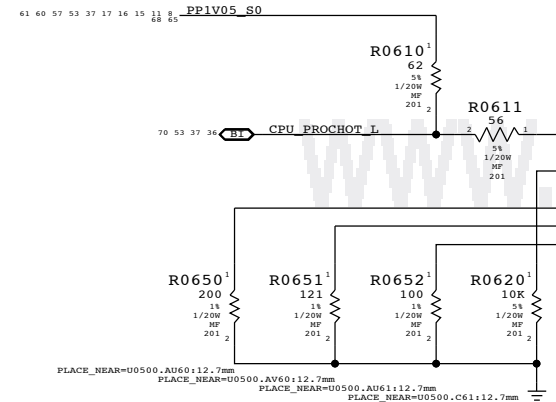 61 60 57 53 37 17 16 15 11 8 PP1V05_S0
68 65
R0610 1
62
5%
1/20W
MF
201 2
R0611
70 53 37 36 BI CPU_PROCHOT_L
56
2 1
5%
1/20W
MF
201
WWW.
R0650 1
200
1%
1/20W
MF
201 2
R0651 1
121
1%
1/20W
MF
201 2
R0652 1
100
1%
1/20W
MF
201 2
R0620 1
10K
5%
1/20W
MF
201 2
PLACE_NEAR=U0500.AU60:12.7mm
PLACE_NEAR=U0500.AV60:12.7mm
PLACE_NEAR=U0500.AU61:12.7mm
PLACE_NEAR=U0500.C61:12.7mm